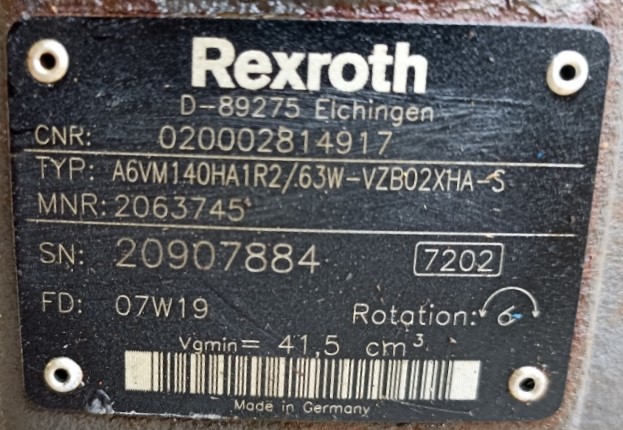 Rexroth
D-89275 Elchingen
CNR: 020002814917
TYP: A6VM140HA1R2/63W-VZB02XHA-S
MNR: 2063745
SN: 20907884 7202
FD: 07W19 Rotation:
Vgmin= 41,5 cm³
Made in Germany